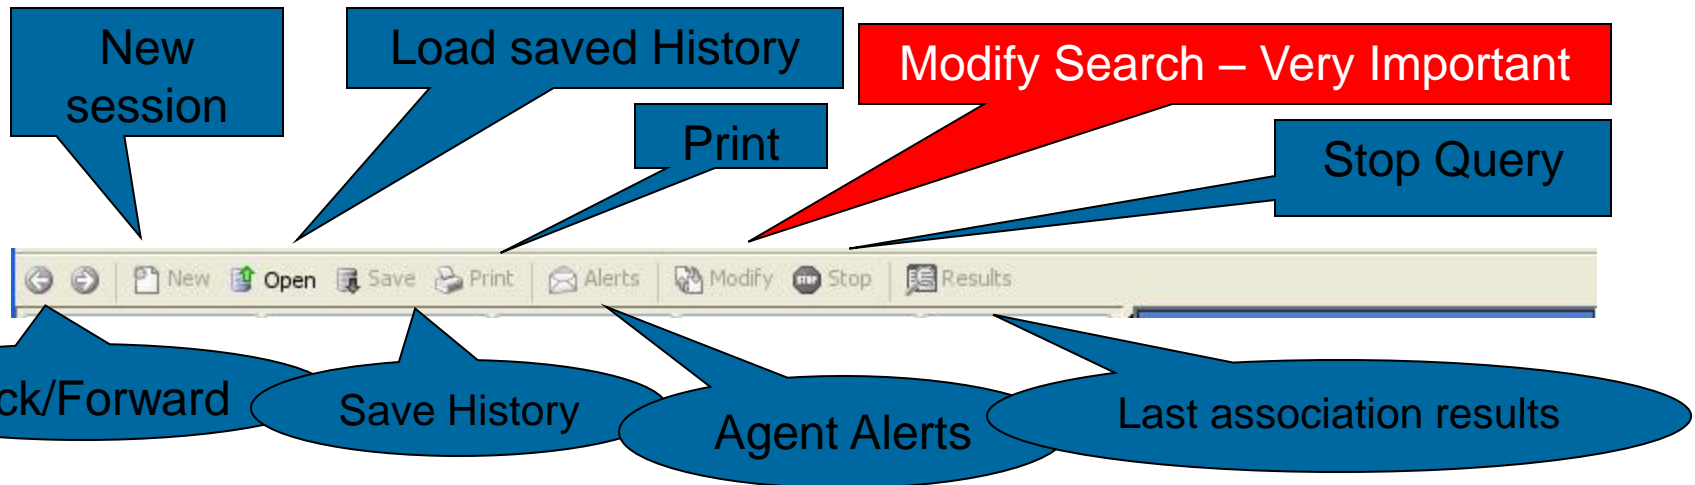 New
session
Load saved History
Modify Search – Very Important
Print
Stop Query
New Open Save Print Alerts Modify Stop Results
ck/Forward
Save History
Agent Alerts
Last association results